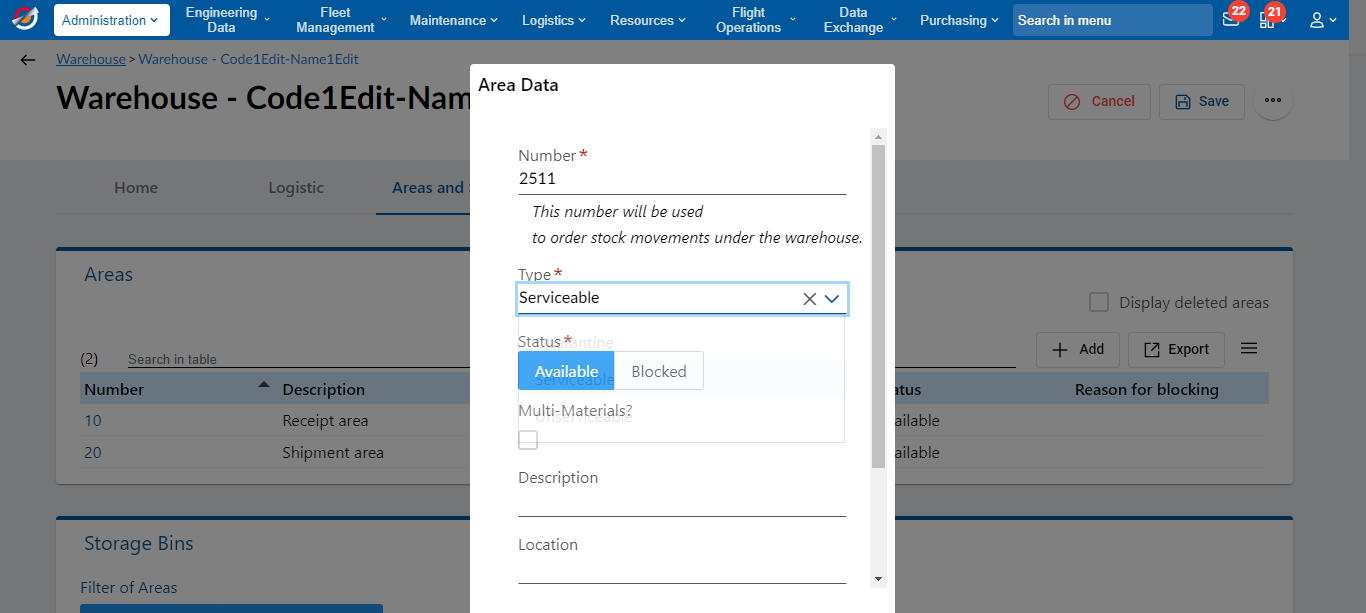 Administration
Engineering
Data
Fleet
Management
Maintenance
Logistics
Resources
Flight
Operations
Data
Exchange
Purchasing
Search in menu
22
21
Warehouse > Warehouse - Code1Edit-Name1Edit
Warehouse - Code1Edit-Nam
Cancel
Save
Home
Logistic
Areas and
Areas
Display deleted areas
(2)
Search in table
Add
Export
Number
Description
atus
Reason for blocking
10
Receipt area
ailable
20
Shipment area
ailable
Storage Bins
Filter of Areas
Area Data
Number*
2511
This number will be used
to order stock movements under the warehouse.
Type*
Serviceable
Status*
Quarantine
Available
Blocked
Serviceable
Multi-Materials?
Unserviceable
Description
Location